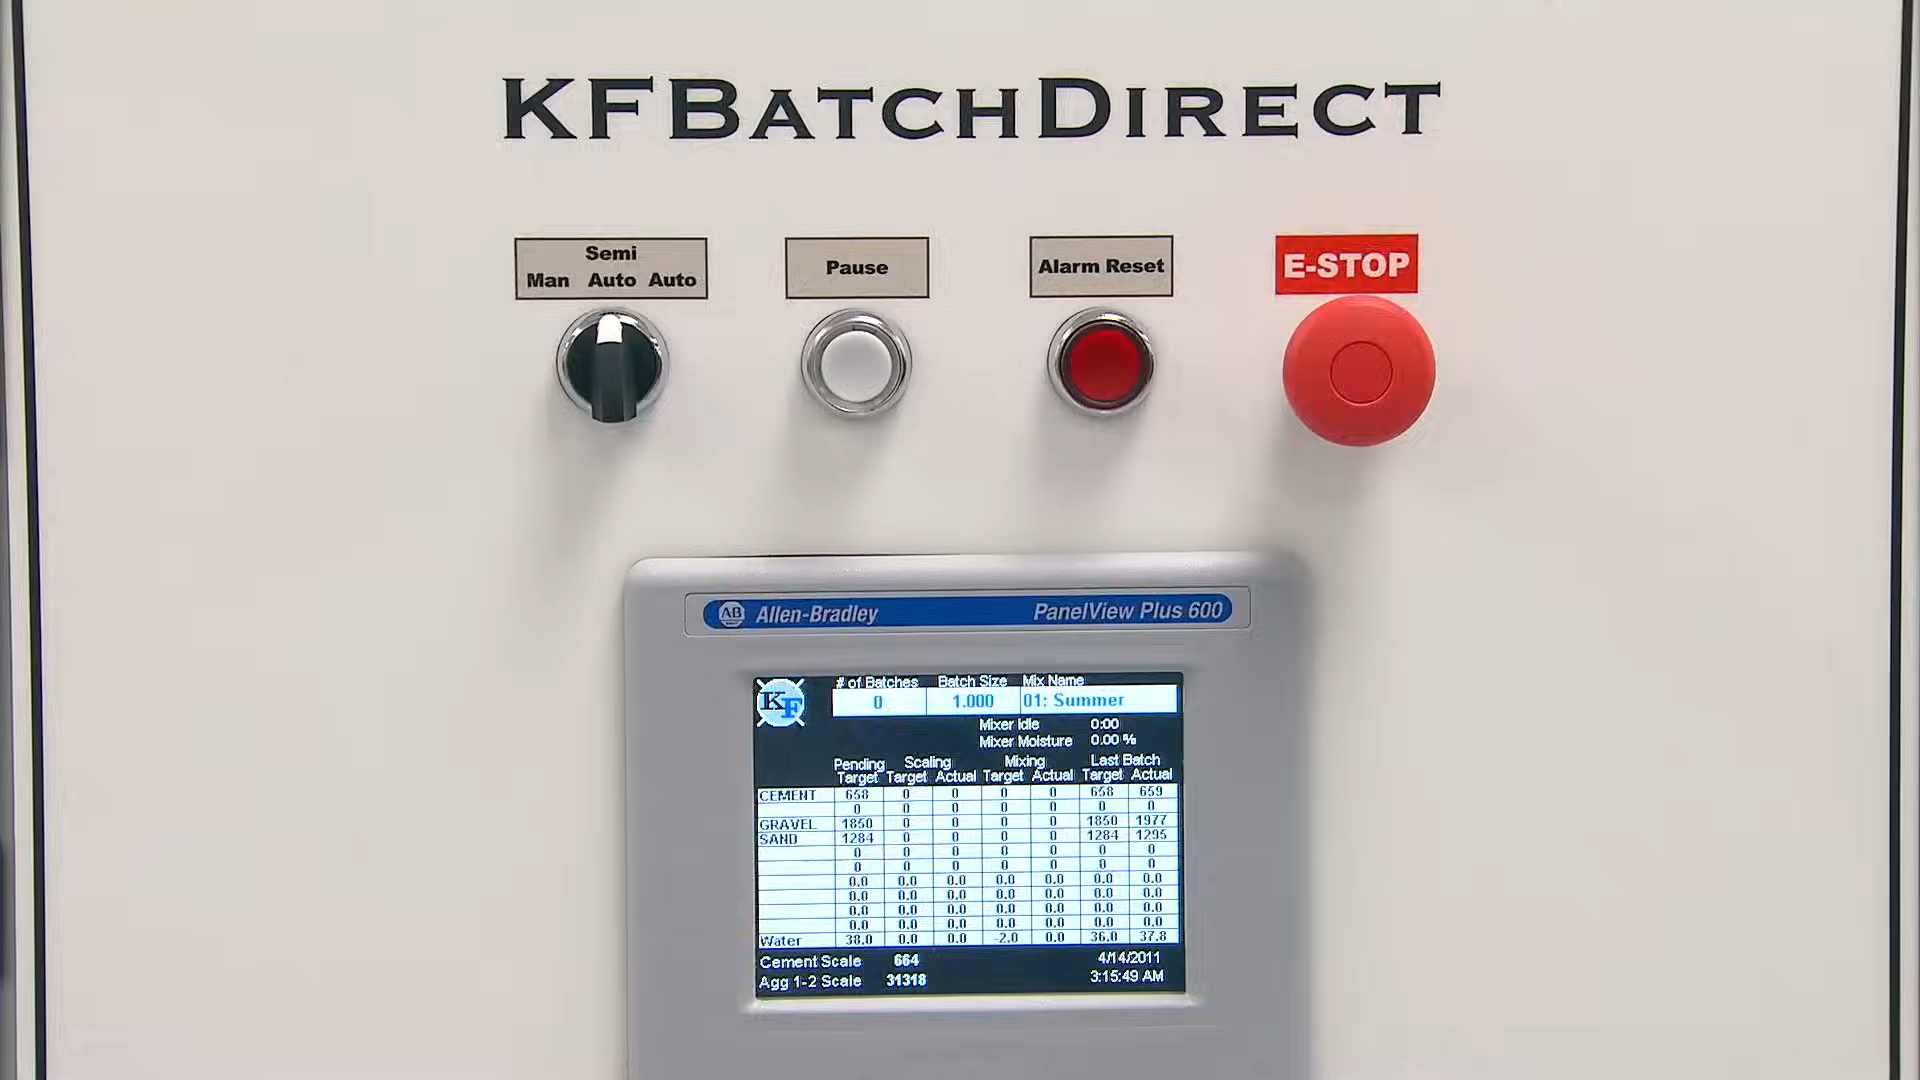 KFBATCHDIRECT
Semi
Man Auto Auto
Pause
Alarm Reset
E-STOP
AB Allen-Bradley PanelView Plus 600
KF
# of Batches Batch Size Mix Name
0 1.000 01: Summer
Mixer Idle 0:00
Mixer Moisture 0.00 %
Pending Scaling Mixing Last Batch
Target Target Actual Target Actual Target Actual
CEMENT 658 0 0 0 0 658 659
0 0 0 0 0 0 0
GRAVEL 1850 0 0 0 0 1850 1977
SAND 1284 0 0 0 0 1284 1295
0 0 0 0 0 0 0
0 0 0 0 0 0 0
0.0 0.0 0.0 0.0 0.0 0.0 0.0
0.0 0.0 0.0 0.0 0.0 0.0 0.0
0.0 0.0 0.0 0.0 0.0 0.0 0.0
0.0 0.0 0.0 0.0 0.0 0.0 0.0
Water 38.0 0.0 0.0 -2.0 0.0 36.0 37.8
Cement Scale 664 4/14/2011
Agg 1-2 Scale 31318 3:15:49 AM